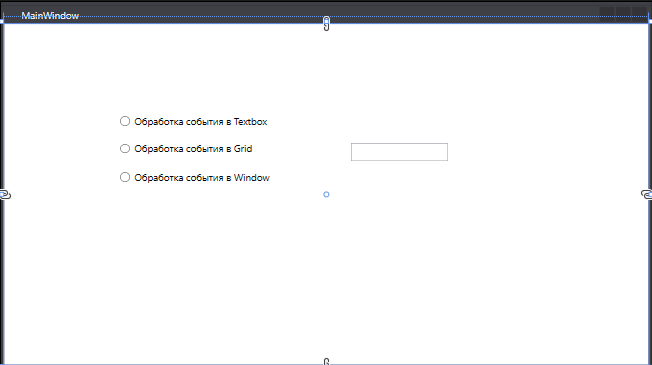 MainWindow
Обработка события в Textbox
Обработка события в Grid
Обработка события в Window